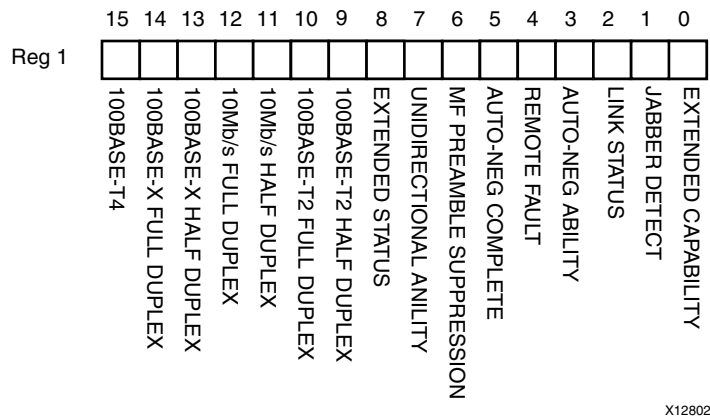 15 14 13 12 11 10 9 8 7 6 5 4 3 2 1 0
Reg 1
100BASE-T4
100BASE-X FULL DUPLEX
100BASE-X HALF DUPLEX
10Mb/s FULL DUPLEX
10Mb/s HALF DUPLEX
100BASE-T2 FULL DUPLEX
100BASE-T2 HALF DUPLEX
EXTENDED STATUS
UNIDIRECTIONAL ANILITY
MF PREAMBLE SUPPRESSION
AUTO-NEG COMPLETE
REMOTE FAULT
AUTO-NEG ABILITY
LINK STATUS
JABBER DETECT
EXTENDED CAPABILITY
X12802